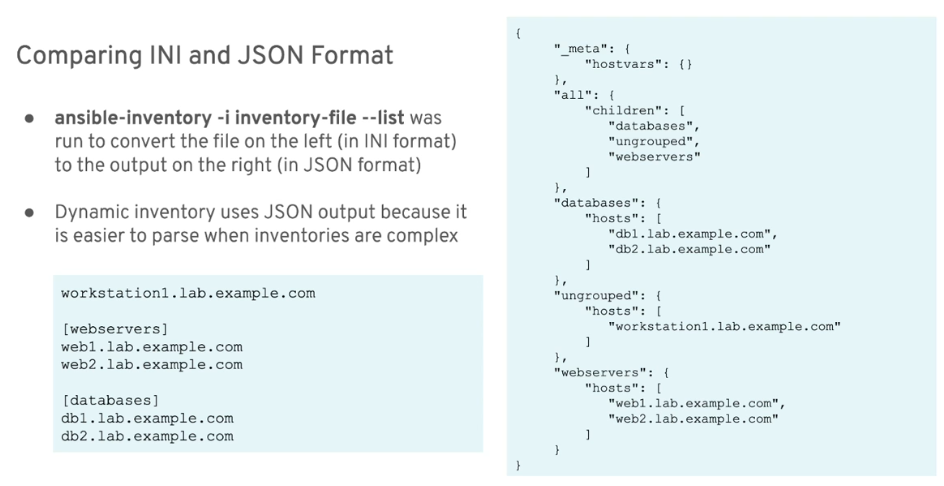 Comparing INI and JSON Format
● ansible-inventory -i inventory-file --list was
run to convert the file on the left (in INI format)
to the output on the right (in JSON format)
● Dynamic inventory uses JSON output because it
is easier to parse when inventories are complex
workstation1.lab.example.com
[webservers]
web1.lab.example.com
web2.lab.example.com
[databases]
db1.lab.example.com
db2.lab.example.com
{
    "_meta": {
        "hostvars": {}
    },
    "all": {
        "children": [
            "databases",
            "ungrouped",
            "webservers"
        ]
    },
    "databases": {
        "hosts": [
            "db1.lab.example.com",
            "db2.lab.example.com"
        ]
    },
    "ungrouped": {
        "hosts": [
            "workstation1.lab.example.com"
        ]
    },
    "webservers": {
        "hosts": [
            "web1.lab.example.com",
            "web2.lab.example.com"
        ]
    }
}